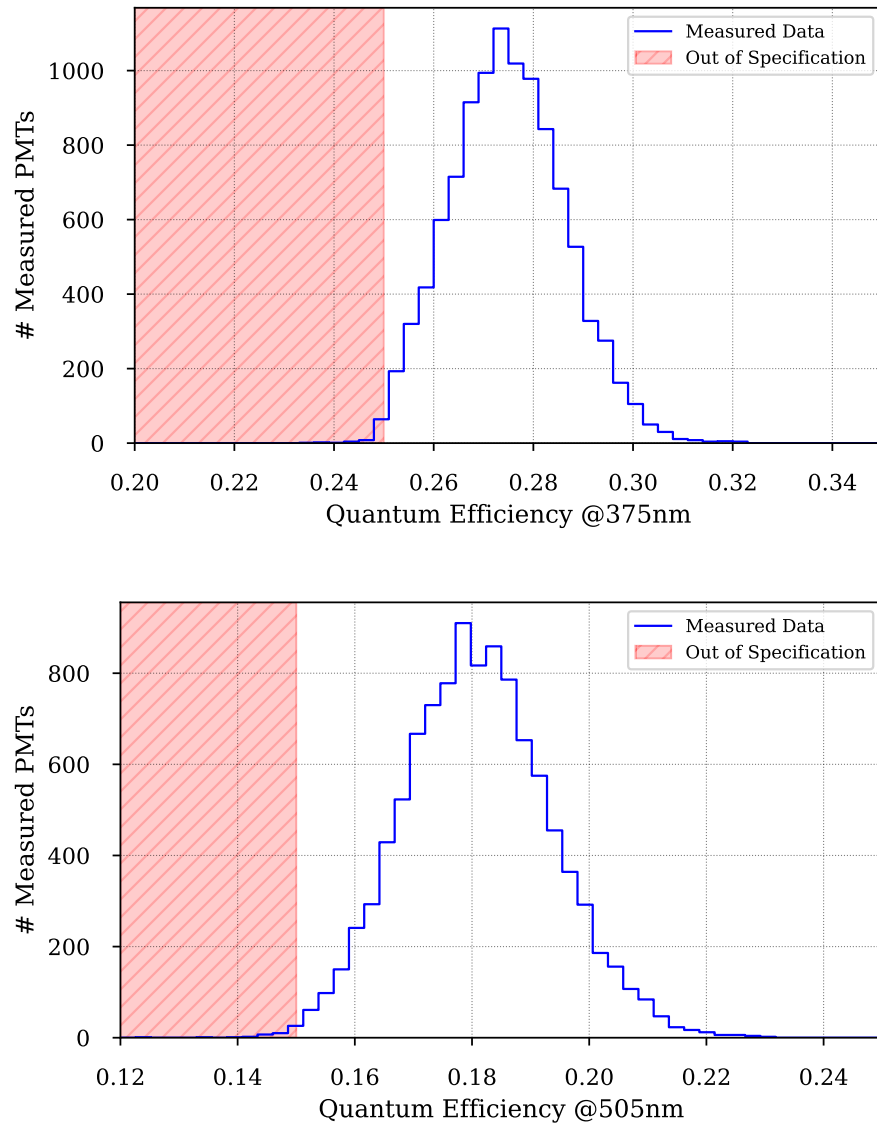 Measured Data
Out of Specification
# Measured PMTs
1000
800
600
400
200
0
0.20 0.22 0.24 0.26 0.28 0.30 0.32 0.34
Quantum Efficiency @375nm
Measured Data
Out of Specification
# Measured PMTs
800
600
400
200
0
0.12 0.14 0.16 0.18 0.20 0.22 0.24
Quantum Efficiency @505nm